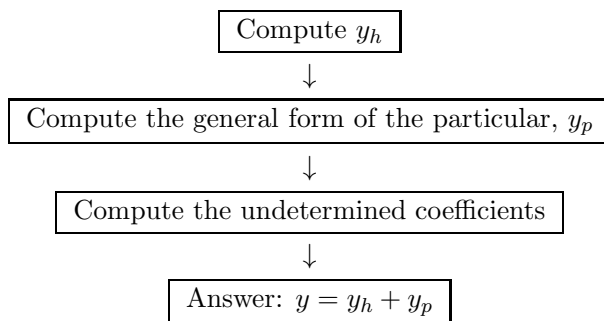 Compute $y_h$
↓
Compute the general form of the particular, $y_p$
↓
Compute the undetermined coefficients
↓
Answer: $y = y_h + y_p$